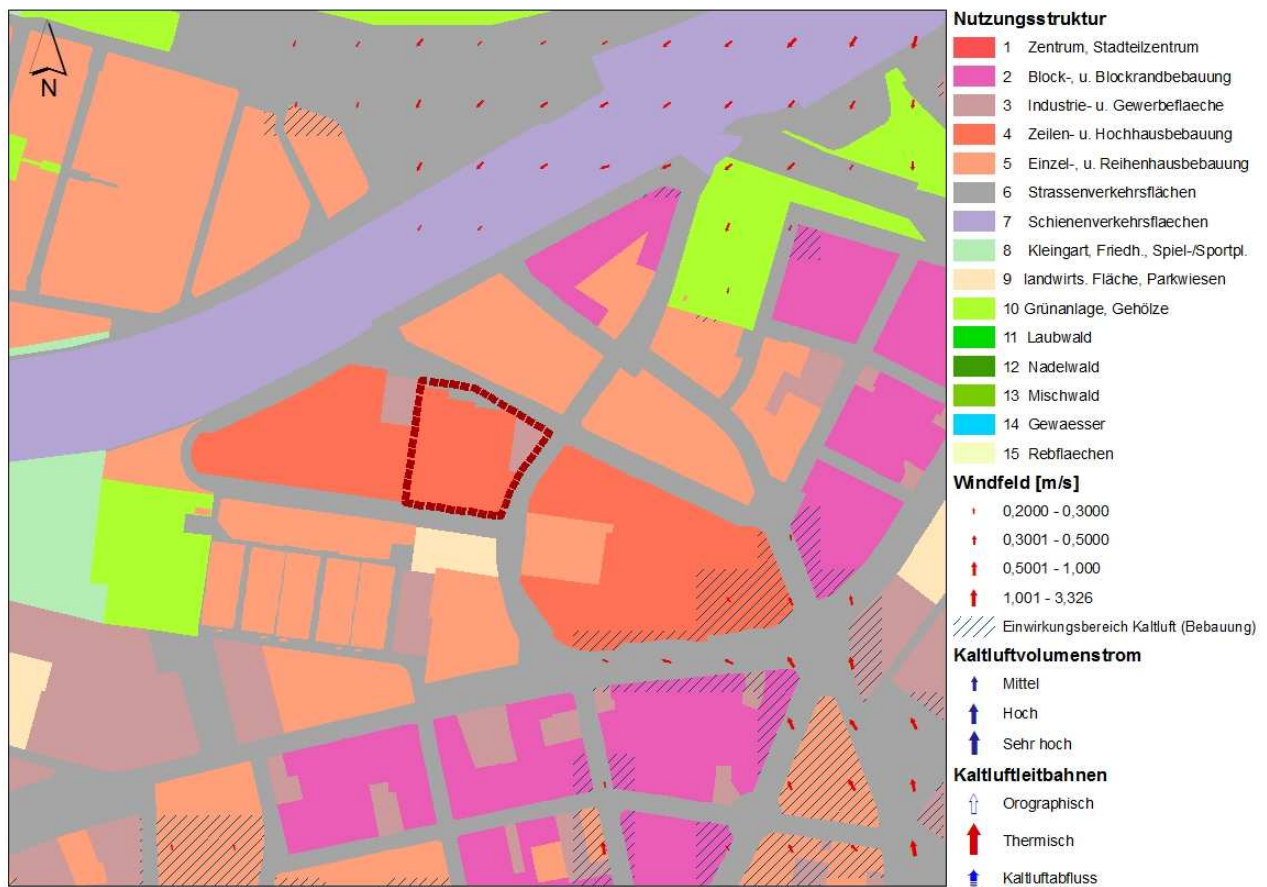 N
Nutzungsstruktur
1 Zentrum, Stadteilzentrum
2 Block-, u. Blockrandbebauung
3 Industrie- u. Gewerbeflaeche
4 Zeilen- u. Hochhausbebauung
5 Einzel-, u. Reihenhausbebauung
6 Strassenverkehrsflächen
7 Schienenverkehrsflaechen
8 Kleingart, Friedh., Spiel-/Sportpl.
9 landwirts. Fläche, Parkwiesen
10 Grünanlage, Gehölze
11 Laubwald
12 Nadelwald
13 Mischwald
14 Gewaesser
15 Rebflaechen
Windfeld [m/s]
0,2000 - 0,3000
0,3001 - 0,5000
0,5001 - 1,000
1,001 - 3,326
Einwirkungsbereich Kaltluft (Bebauung)
Kaltluftvolumenstrom
Mittel
Hoch
Sehr hoch
Kaltluftleitbahnen
Orographisch
Thermisch
Kaltluftabfluss